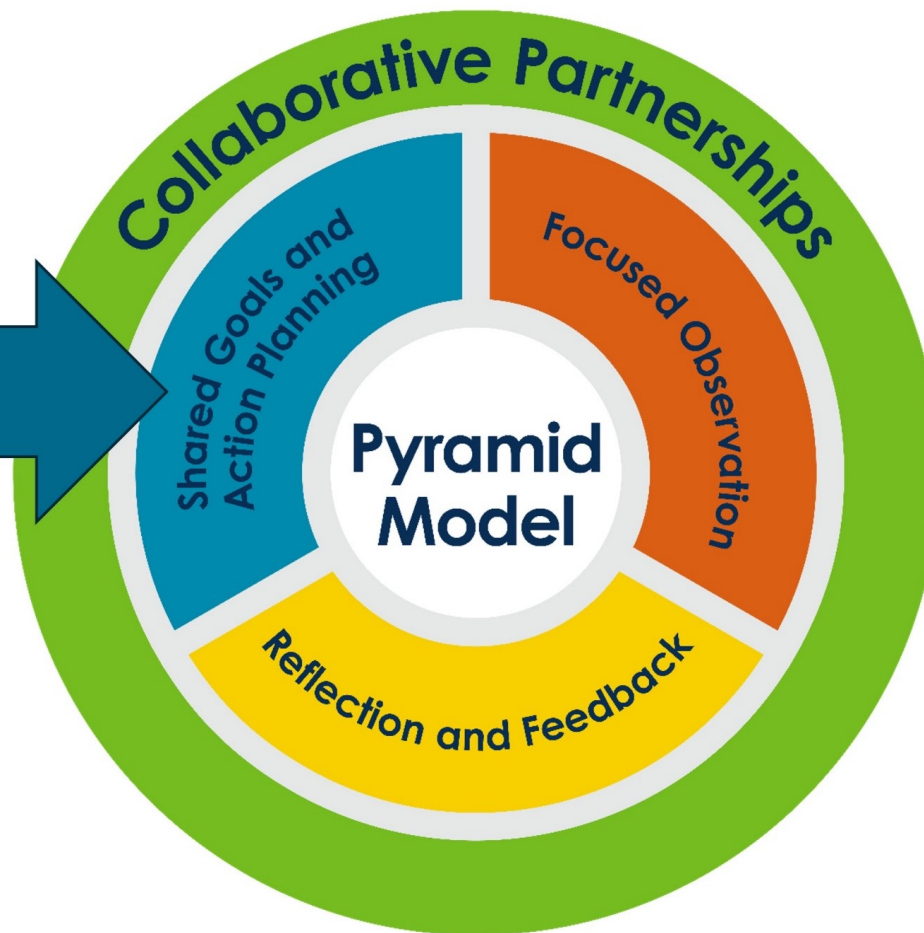 Collaborative Partnerships
Shared Goals and
Action Planning
Focused Observation
Pyramid
Model
Reflection and Feedback